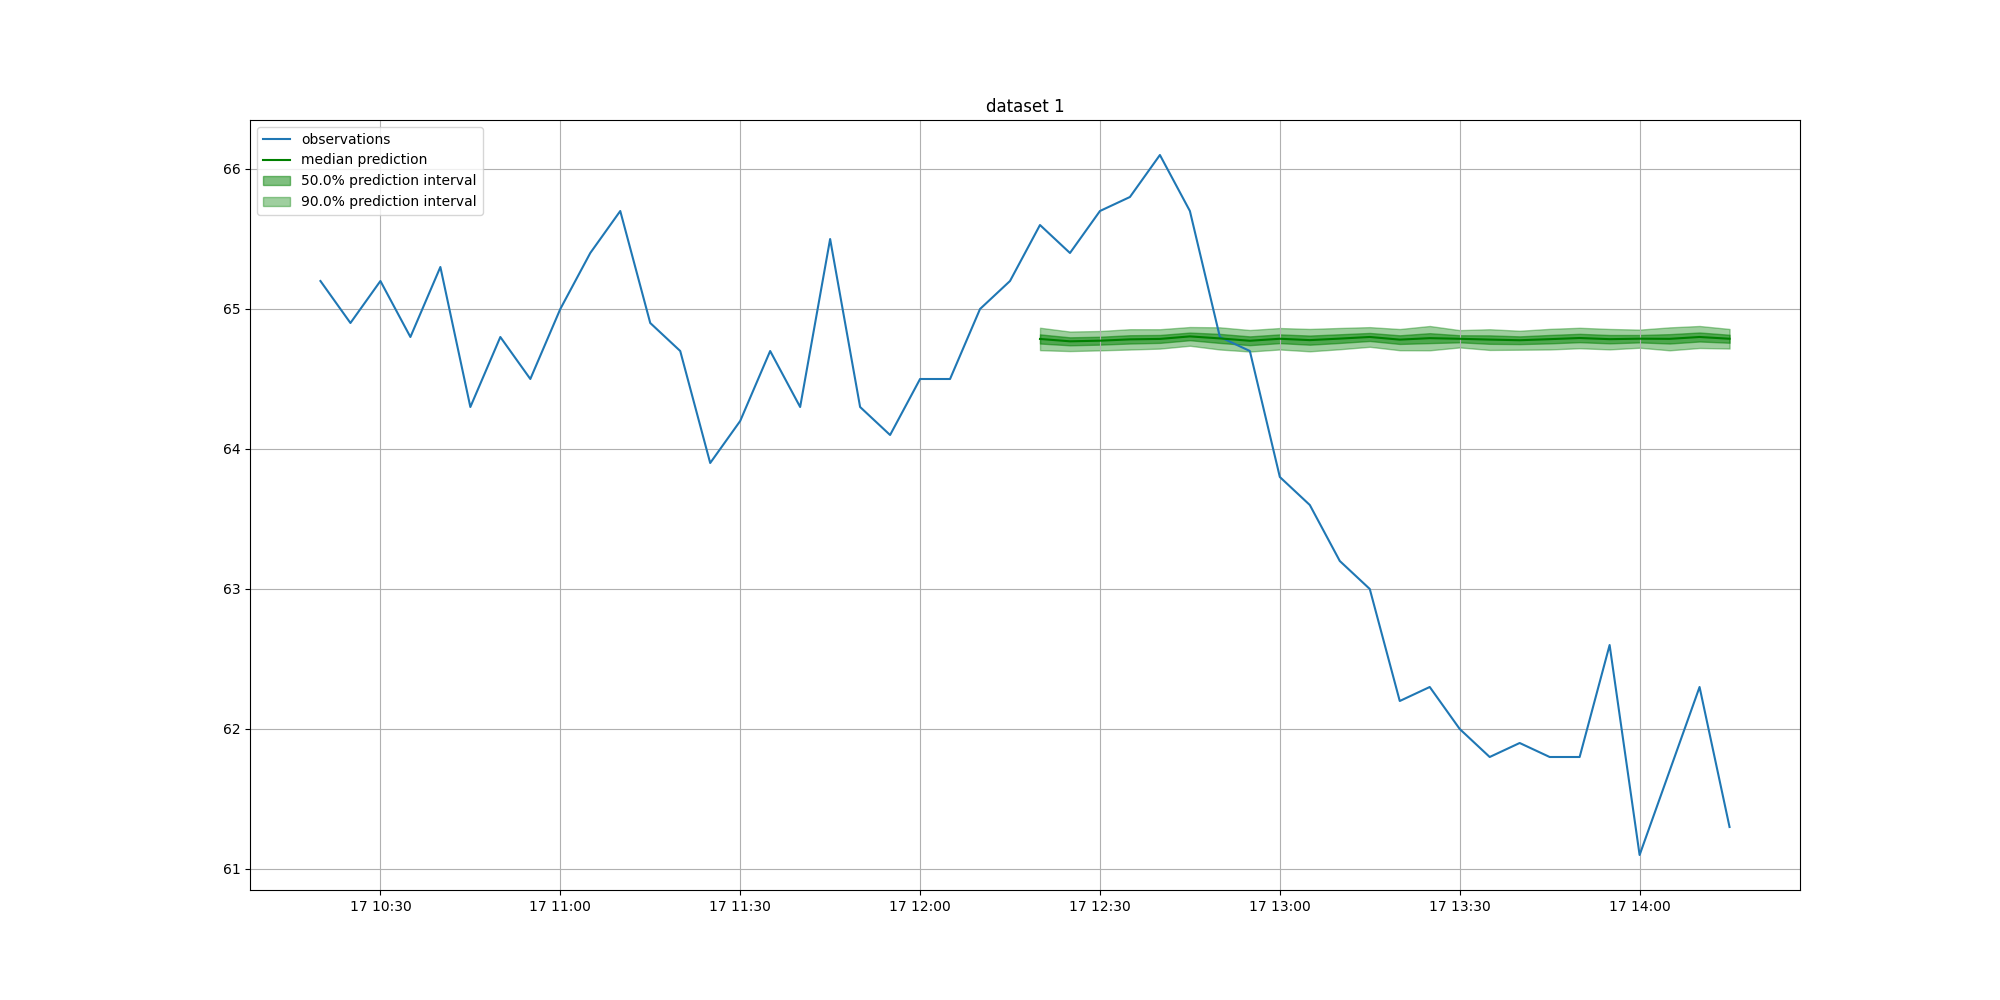 dataset 1
observations
median prediction
50.0% prediction interval
90.0% prediction interval
66
65
64
63
62
61
17 10:30
17 11:00
17 11:30
17 12:00
17 12:30
17 13:00
17 13:30
17 14:00